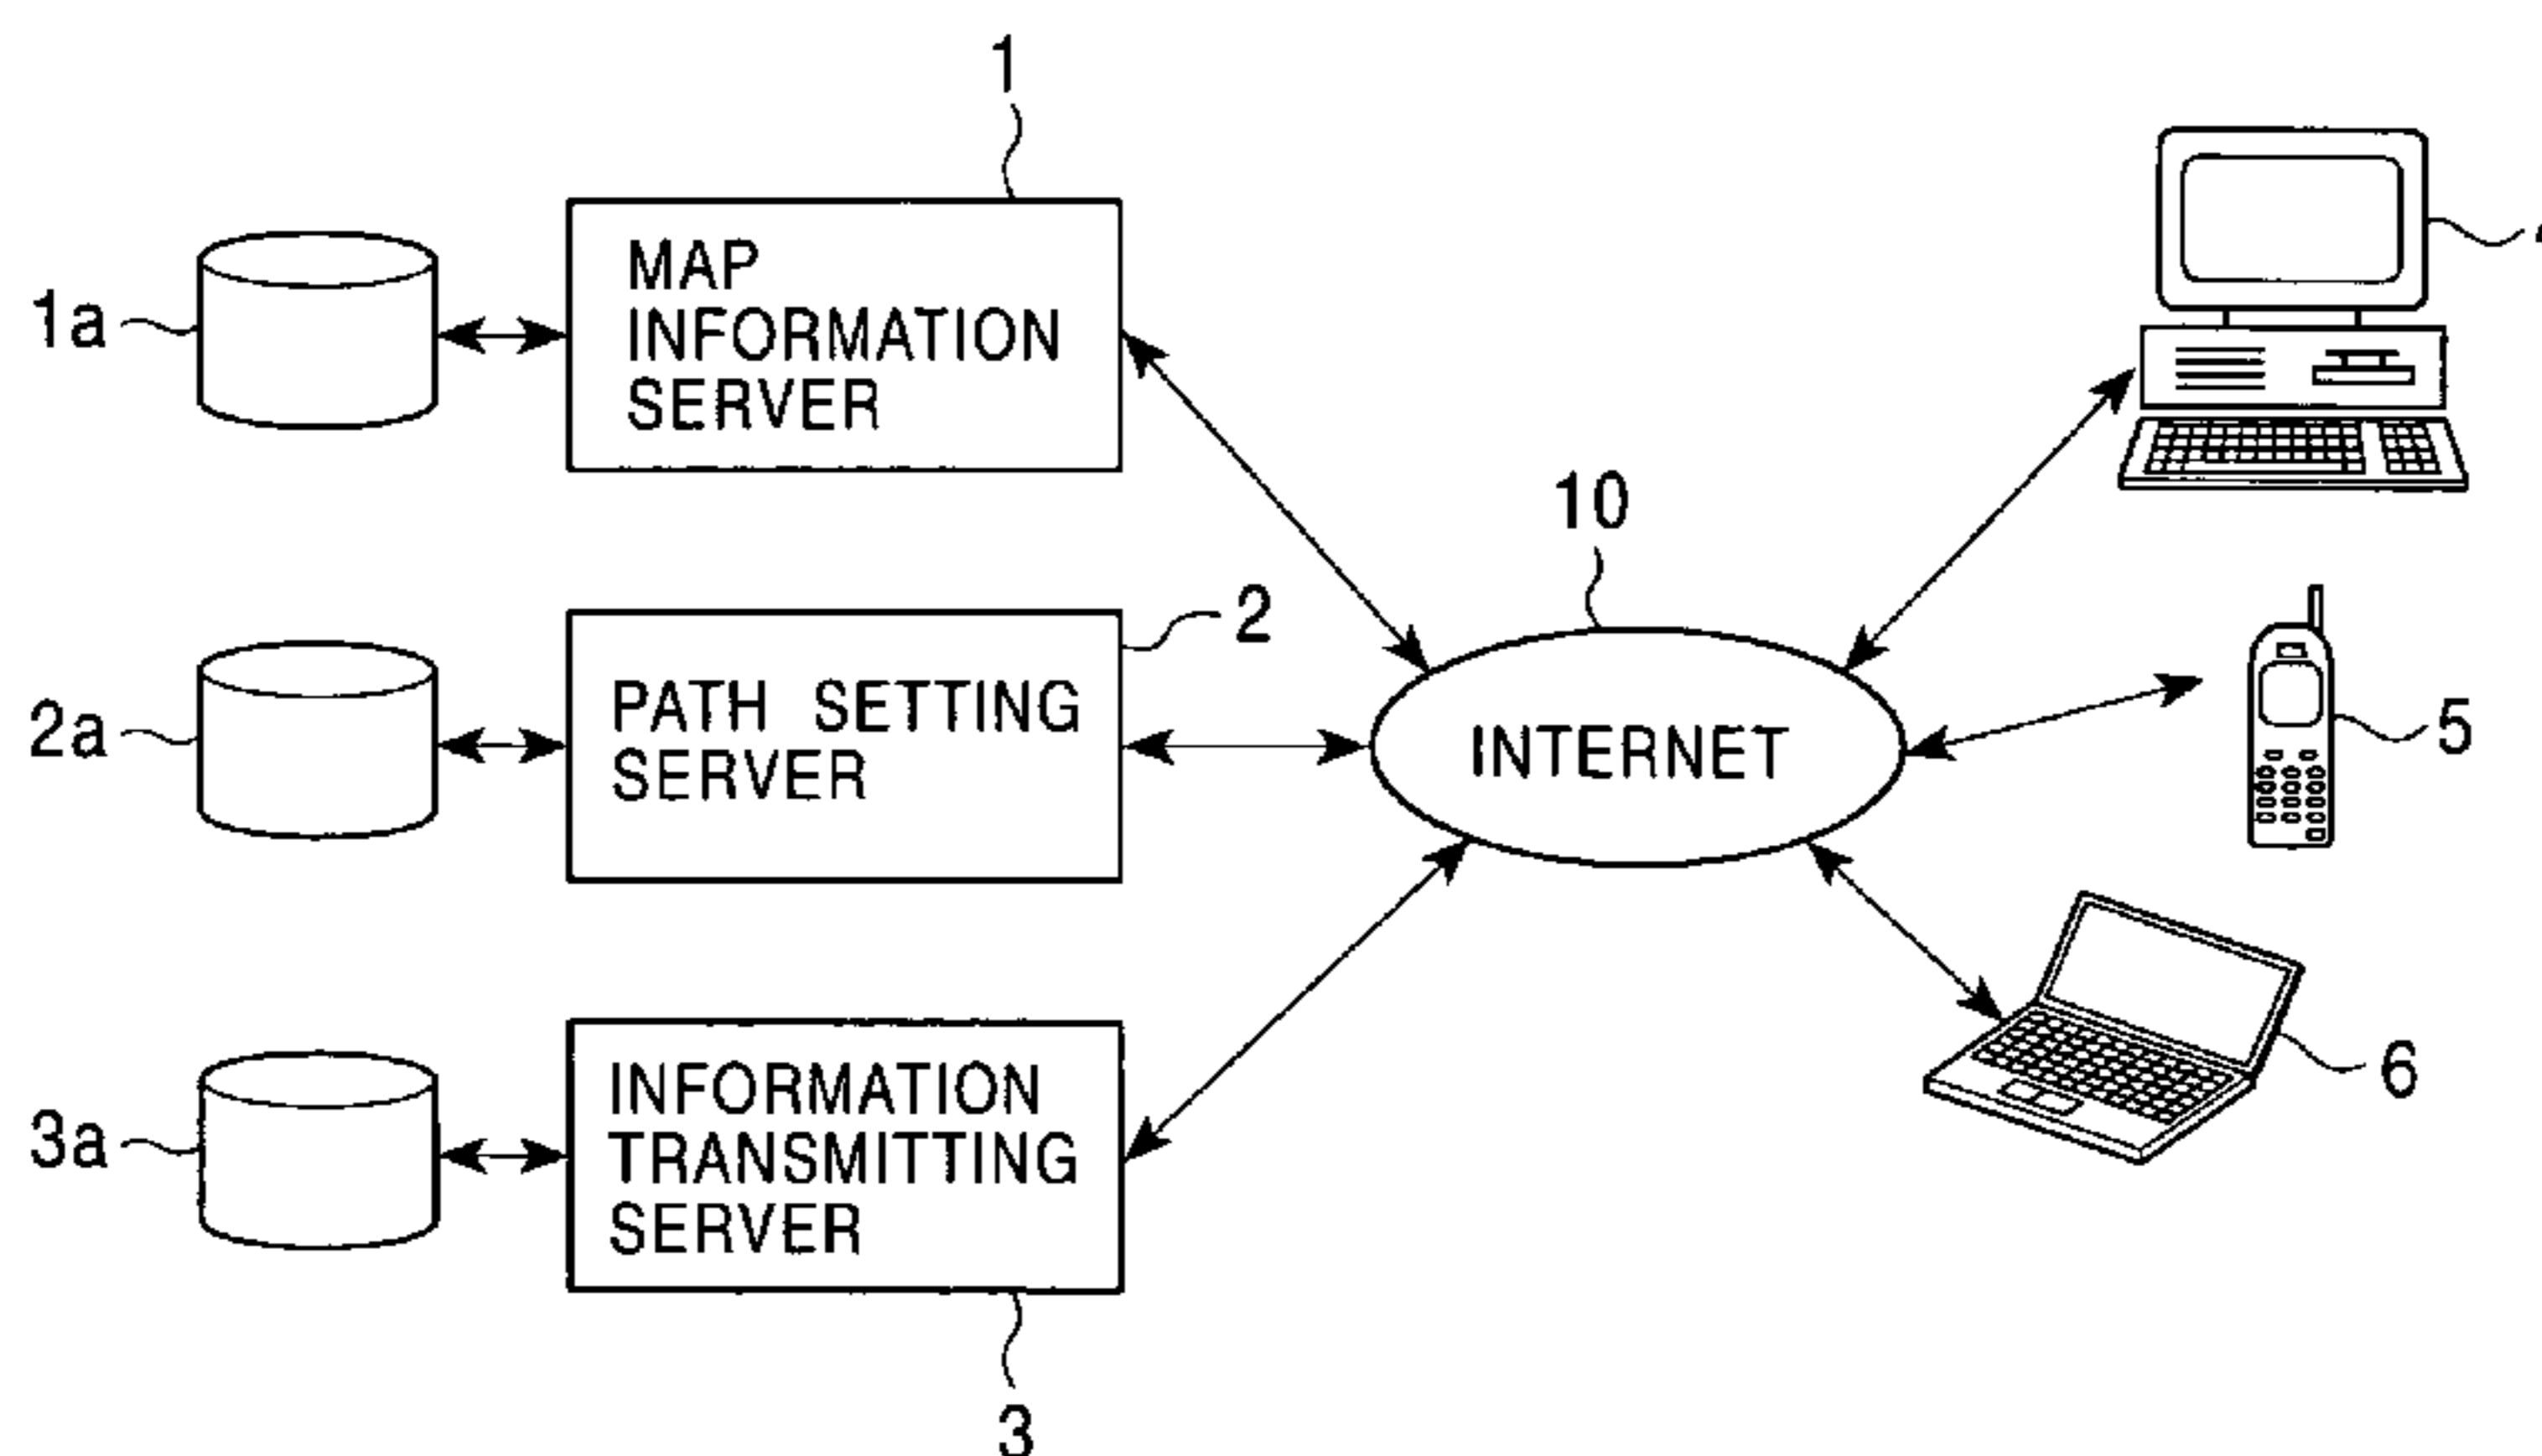 1
1a
MAP
INFORMATION
SERVER
10
2
2a
PATH SETTING
SERVER
INTERNET
5
3a
INFORMATION
TRANSMITTING
SERVER
6
3